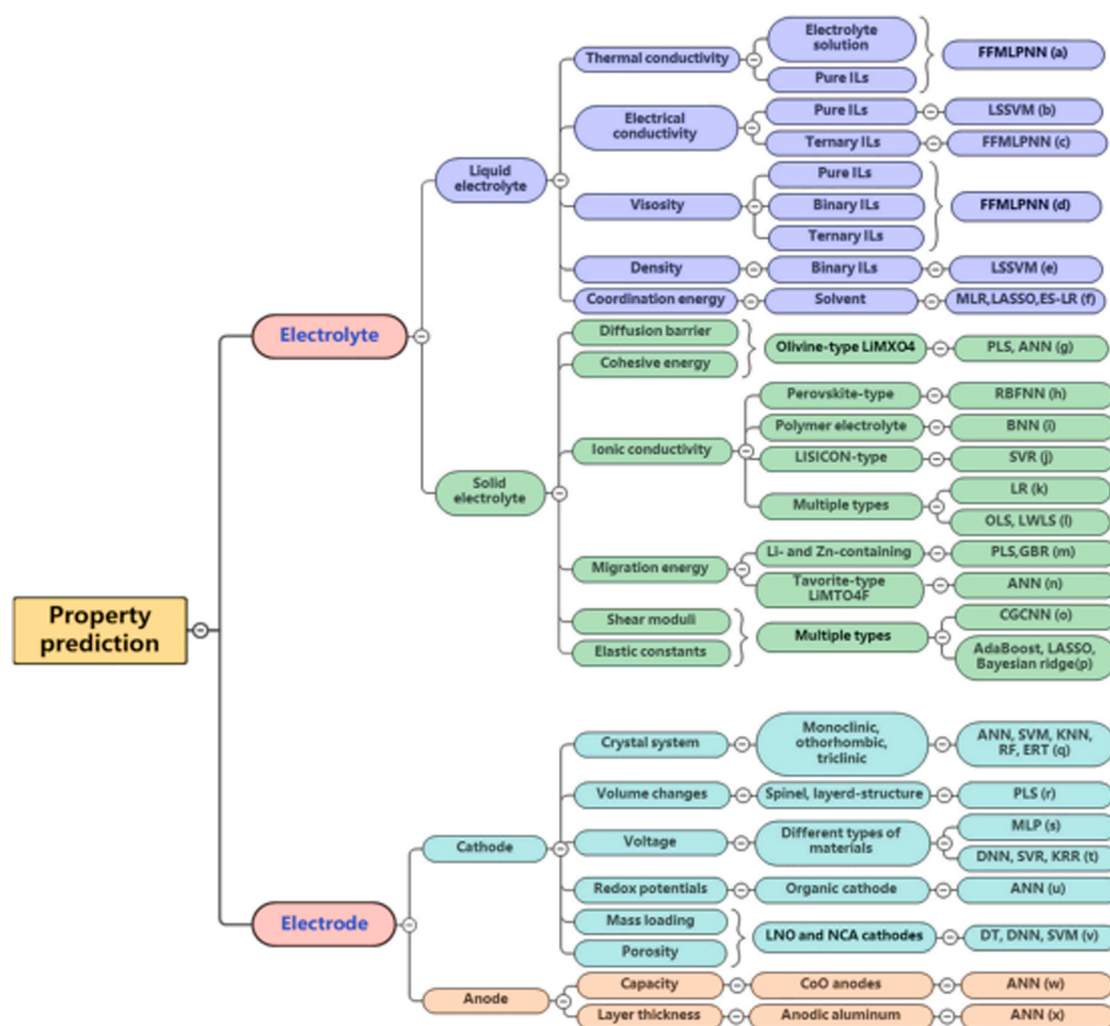 Property
prediction
Electrolyte
Liquid
electrolyte
Thermal conductivity
Electrolyte
solution
Pure ILs
FFMLPNN (a)
Electrical
conductivity
Pure ILs
LSSVM (b)
Ternary ILs
FFMLPNN (c)
Visosity
Pure ILs
Binary ILs
Ternary ILs
FFMLPNN (d)
Density
Binary ILs
LSSVM (e)
Coordination energy
Solvent
MLR,LASSO,ES-LR (f)
Solid
electrolyte
Diffusion barrier
Cohesive energy
Olivine-type LiMXO4
PLS, ANN (g)
Ionic conductivity
Perovskite-type
RBFNN (h)
Polymer electrolyte
BNN (i)
LISICON-type
SVR (j)
Multiple types
LR (k)
OLS, LWLS (l)
Migration energy
Li- and Zn-containing
PLS,GBR (m)
Tavorite-type
LiMTO4F
ANN (n)
Shear moduli
Elastic constants
Multiple types
CGCNN (o)
AdaBoost, LASSO,
Bayesian ridge(p)
Electrode
Cathode
Crystal system
Monoclinic,
othorhombic,
triclinic
ANN, SVM, KNN,
RF, ERT (q)
Volume changes
Spinel, layerd-structure
PLS (r)
Voltage
Different types of
materials
MLP (s)
DNN, SVR, KRR (t)
Redox potentials
Organic cathode
ANN (u)
Mass loading
Porosity
LNO and NCA cathodes
DT, DNN, SVM (v)
Anode
Capacity
CoO anodes
ANN (w)
Layer thickness
Anodic aluminum
ANN (x)